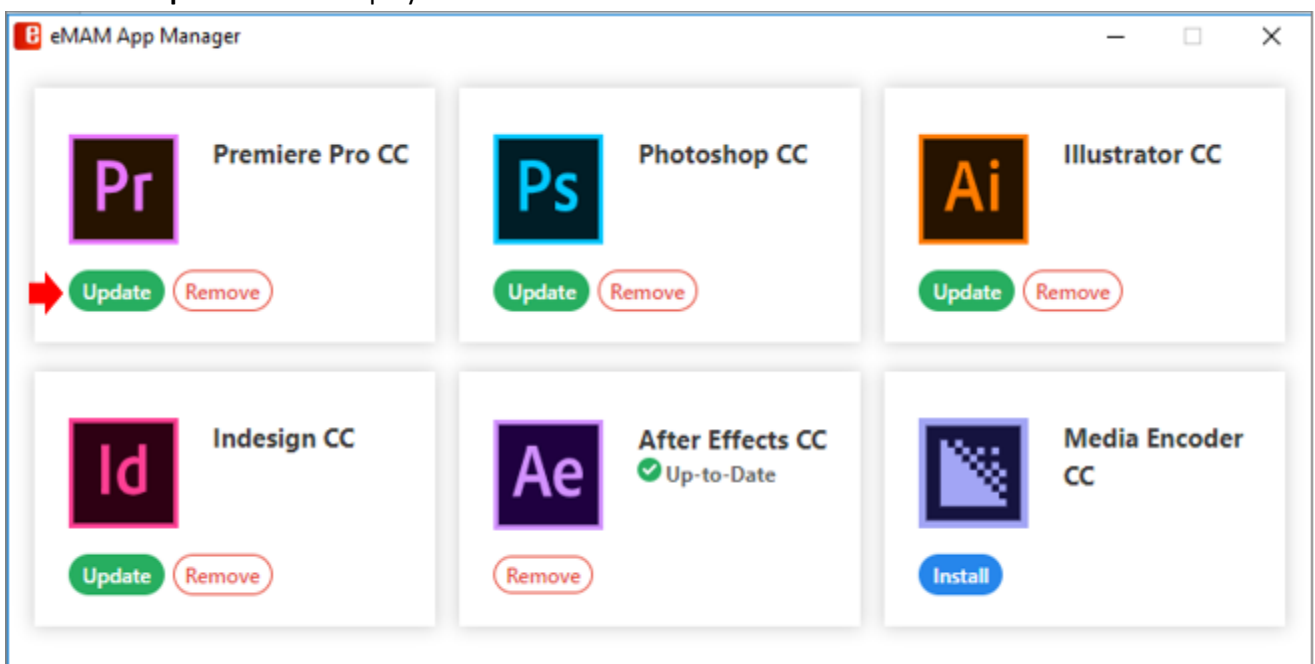 eMAM App Manager
Pr
Premiere Pro CC
Update
Remove
Ps
Photoshop CC
Update
Remove
Ai
Illustrator CC
Update
Remove
Id
Indesign CC
Update
Remove
Ae
After Effects CC
Up-to-Date
Remove
Media Encoder
CC
Install